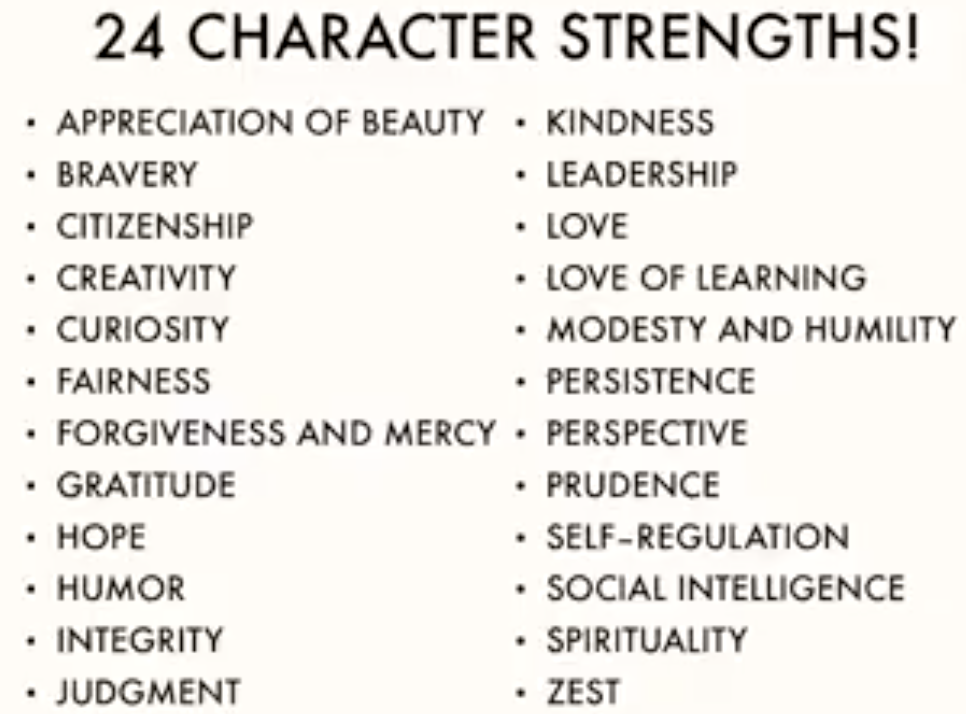 24 CHARACTER STRENGTHS!
• APPRECIATION OF BEAUTY
• BRAVERY
• CITIZENSHIP
• CREATIVITY
• CURIOSITY
• FAIRNESS
• FORGIVENESS AND MERCY
• GRATITUDE
• HOPE
• HUMOR
• INTEGRITY
• JUDGMENT
• KINDNESS
• LEADERSHIP
• LOVE
• LOVE OF LEARNING
• MODESTY AND HUMILITY
• PERSISTENCE
• PERSPECTIVE
• PRUDENCE
• SELF-REGULATION
• SOCIAL INTELLIGENCE
• SPIRITUALITY
• ZEST